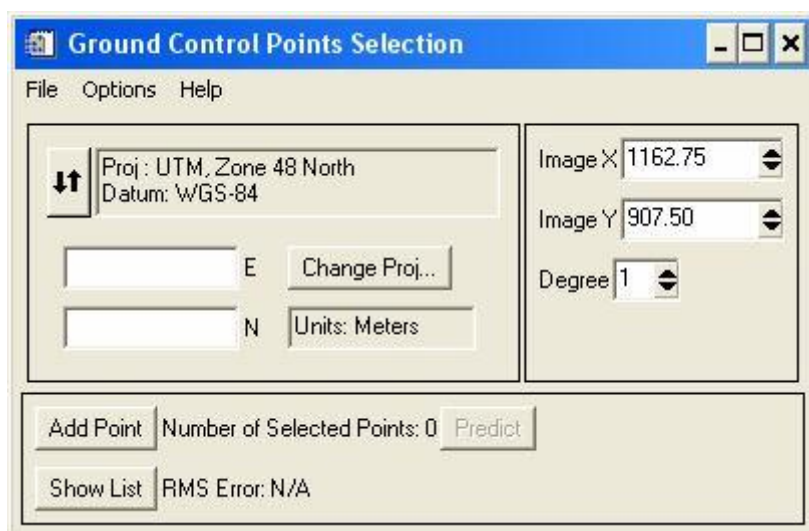 Ground Control Points Selection
File Options Help
Proj : UTM, Zone 48 North
Datum: WGS-84
E
Change Proj...
N
Units: Meters
Image X 1162.75
Image Y 907.50
Degree 1
Add Point Number of Selected Points: 0 Predict
Show List RMS Error: N/A